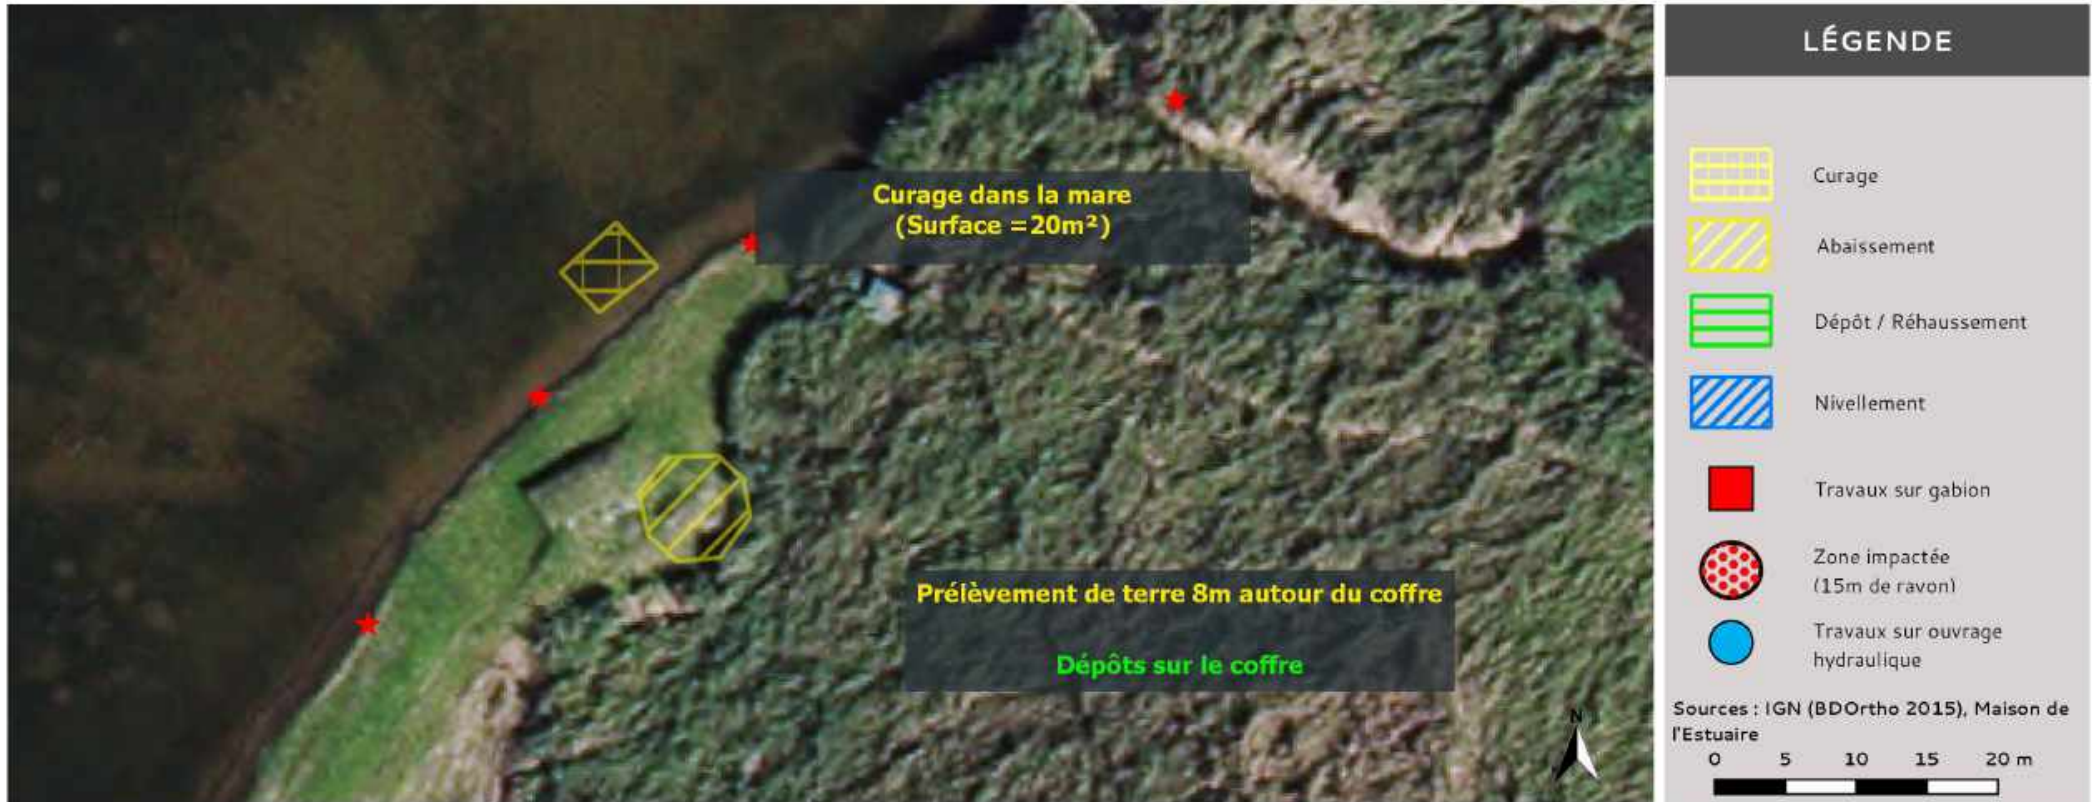 Curage dans la mare
(Surface =20m²)
Prélèvement de terre 8m autour du coffre
Dépôts sur le coffre
N
LÉGENDE
Curage
Abaissement
Dépôt / Réhaussement
Nivellement
Travaux sur gabion
Zone impactée
(15m de rayon)
Travaux sur ouvrage
hydraulique
Sources : IGN (BDOrtho 2015), Maison de
l'Estuaire
0 5 10 15 20 m